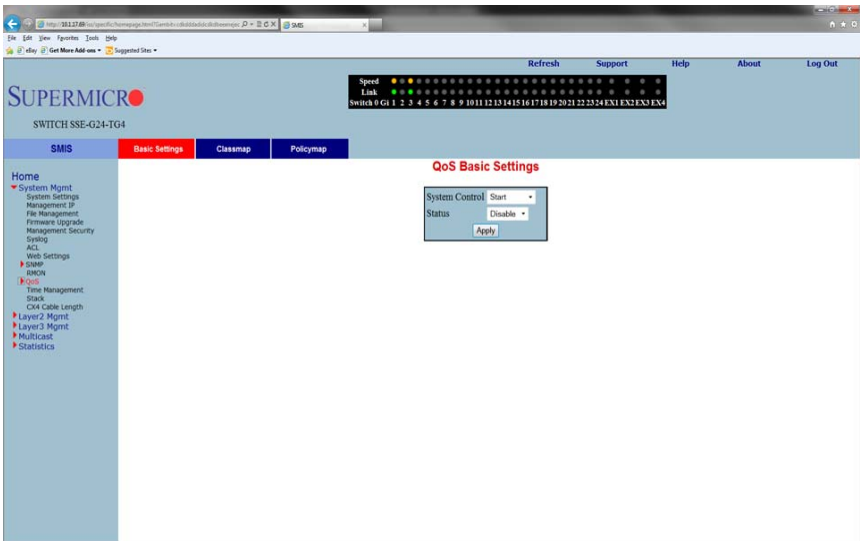 SMIS
File Edit View Favorites Tools Help
eBay Get More Add-ons Suggested Sites
Refresh Support Help About Log Out
Speed
Link
Switch 0 Gi 1 2 3 4 5 6 7 8 9 10 11 12 13 14 15 16 17 18 19 20 21 22 23 24 EX1 EX2 EX3 EX4
SUPERMICRO
SWITCH SSE-G24-TG4
SMIS Basic Settings Classmap Policymap
QoS Basic Settings
System Control Start
Status Disable
Apply
Home
System Mgmt
System Settings
Management IP
File Management
Firmware Upgrade
Management Security
Syslog
ACL
Web Settings
SNMP
RMON
QoS
Time Management
Stack
CX4 Cable Length
Layer2 Mgmt
Layer3 Mgmt
Multicast
Statistics